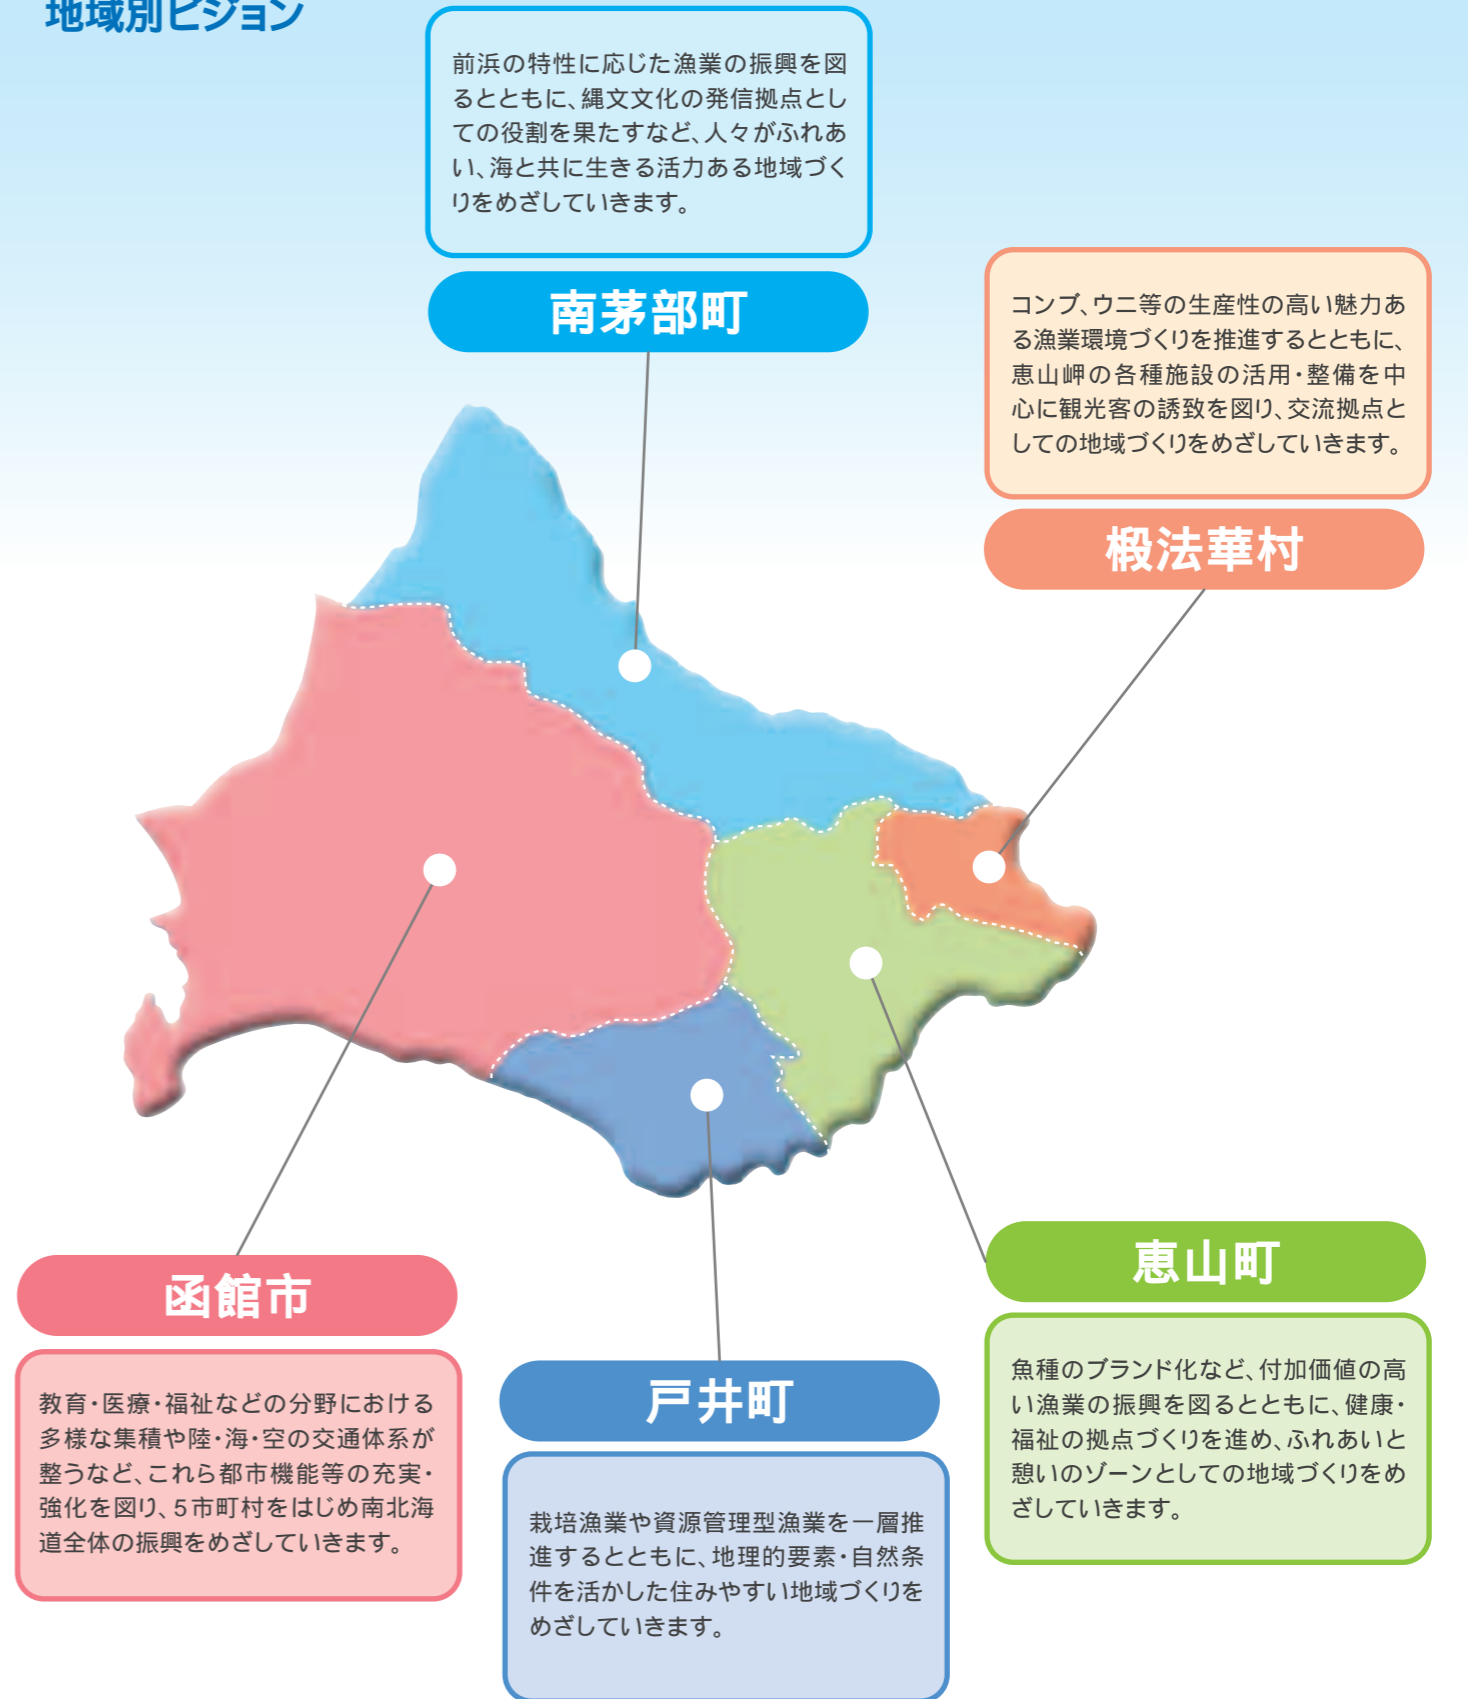 地域別ビジョン
前浜の特性に応じた漁業の振興を図
るとともに、縄文文化の発信拠点とし
ての役割を果たすなど、人々がふれあ
い、海と共に生きる活力ある地域づく
りをめざしていきます。
南茅部町
コンブ、ウニ等の生産性の高い魅力あ
る漁業環境づくりを推進するとともに、
恵山岬の各種施設の活用・整備を中
心に観光客の誘致を図り、交流拠点と
しての地域づくりをめざしていきます。
椴法華村
函館市
教育・医療・福祉などの分野における
多様な集積や陸・海・空の交通体系が
整うなど、これら都市機能等の充実・
強化を図り、5市町村をはじめ南北海
道全体の振興をめざしていきます。
戸井町
栽培漁業や資源管理型漁業を一層推
進するとともに、地理的要素・自然条
件を活かした住みやすい地域づくりを
めざしていきます。
恵山町
魚種のブランド化など、付加価値の高
い漁業の振興を図るとともに、健康・
福祉の拠点づくりを進め、ふれあいと
憩いのゾーンとしての地域づくりをめ
ざしていきます。